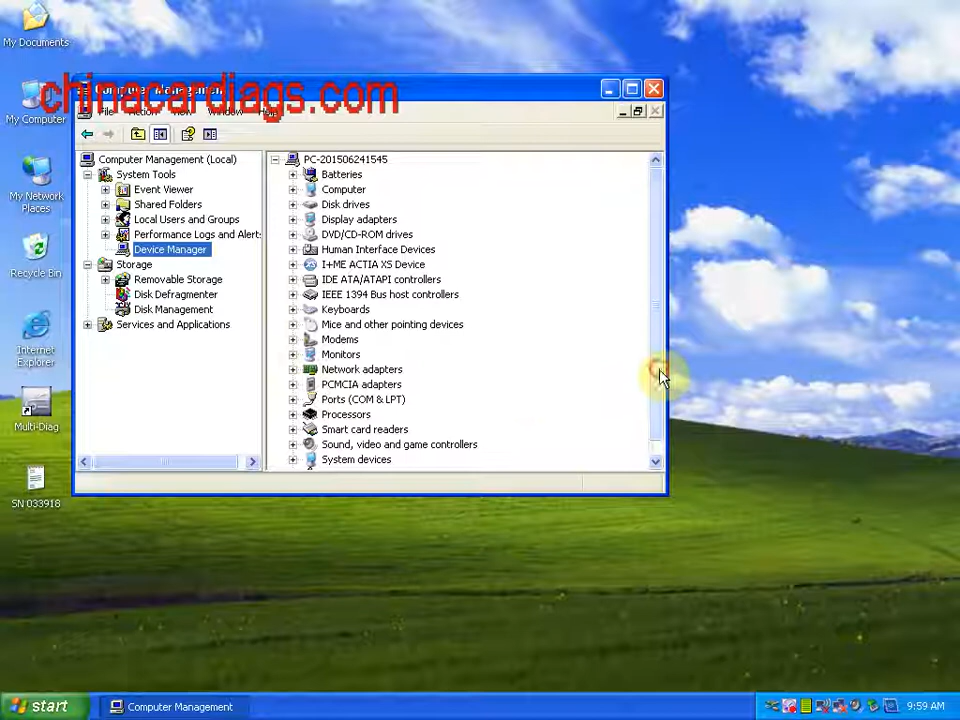 My Documents
chinacardiags.com
My Computer
Window
Computer Management (Local)
System Tools
Event Viewer
Shared Folders
Local Users and Groups
Performance Logs and Alert
Device Manager
Storage
Removable Storage
Disk Defragmenter
Disk Management
Services and Applications
PC-201506241545
Batteries
Computer
Disk drives
Display adapters
DVD/CD-ROM drives
Human Interface Devices
I+ME ACTIA XS Device
IDE ATA/ATAPI controllers
IEEE 1394 Bus host controllers
Keyboards
Mice and other pointing devices
Modems
Monitors
Network adapters
PCMCIA adapters
Ports (COM & LPT)
Processors
Smart card readers
Sound, video and game controllers
System devices
My Network
Places
Recycle Bin
Internet
Explorer
Multi-Diag
SN 033918
start
Computer Management
9:59 AM